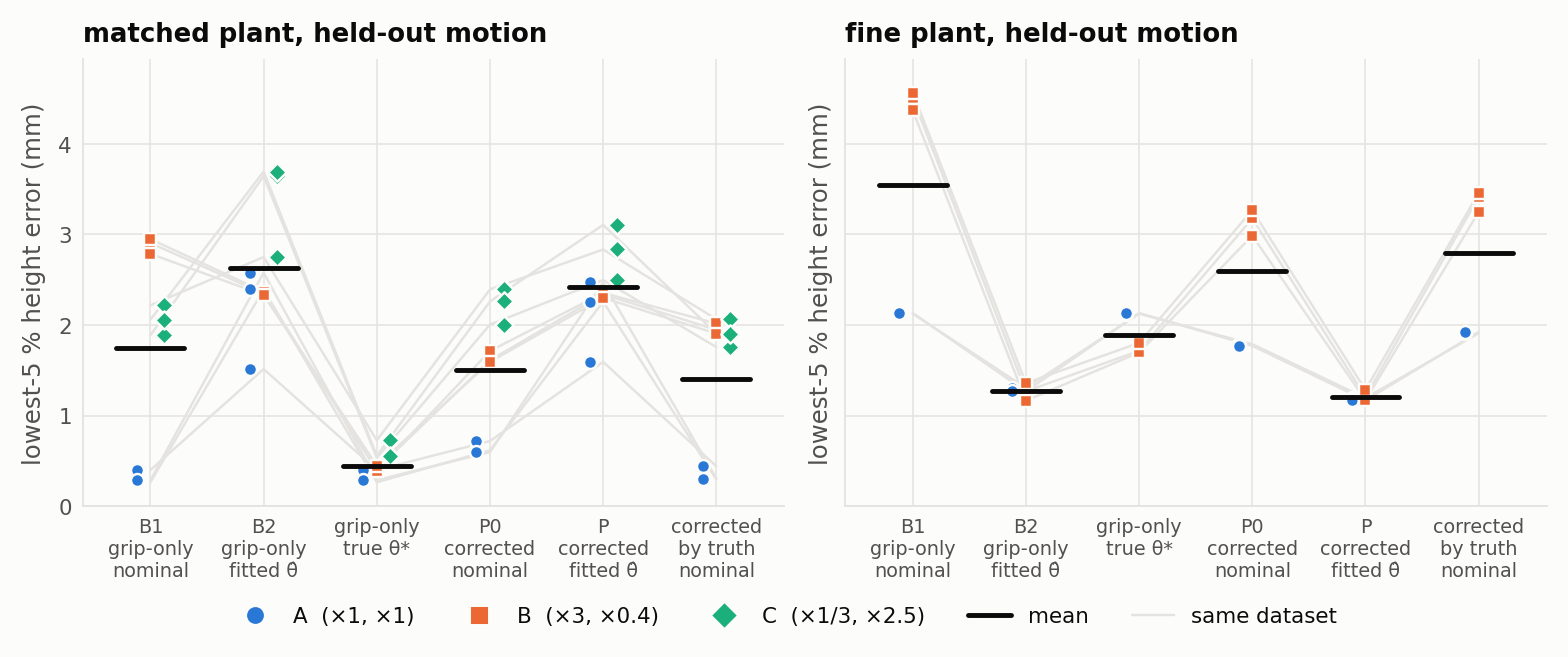 matched plant, held-out motion
lowest-5 % height error (mm)
4
3
2
1
0
B1
grip-only
nominal
B2
grip-only
fitted θ̂
grip-only
true θ*
P0
corrected
nominal
P
corrected
fitted θ̂
corrected
by truth
nominal
fine plant, held-out motion
lowest-5 % height error (mm)
B1
grip-only
nominal
B2
grip-only
fitted θ̂
grip-only
true θ*
P0
corrected
nominal
P
corrected
fitted θ̂
corrected
by truth
nominal
A (×1, ×1)
B (×3, ×0.4)
C (×1/3, ×2.5)
mean
same dataset